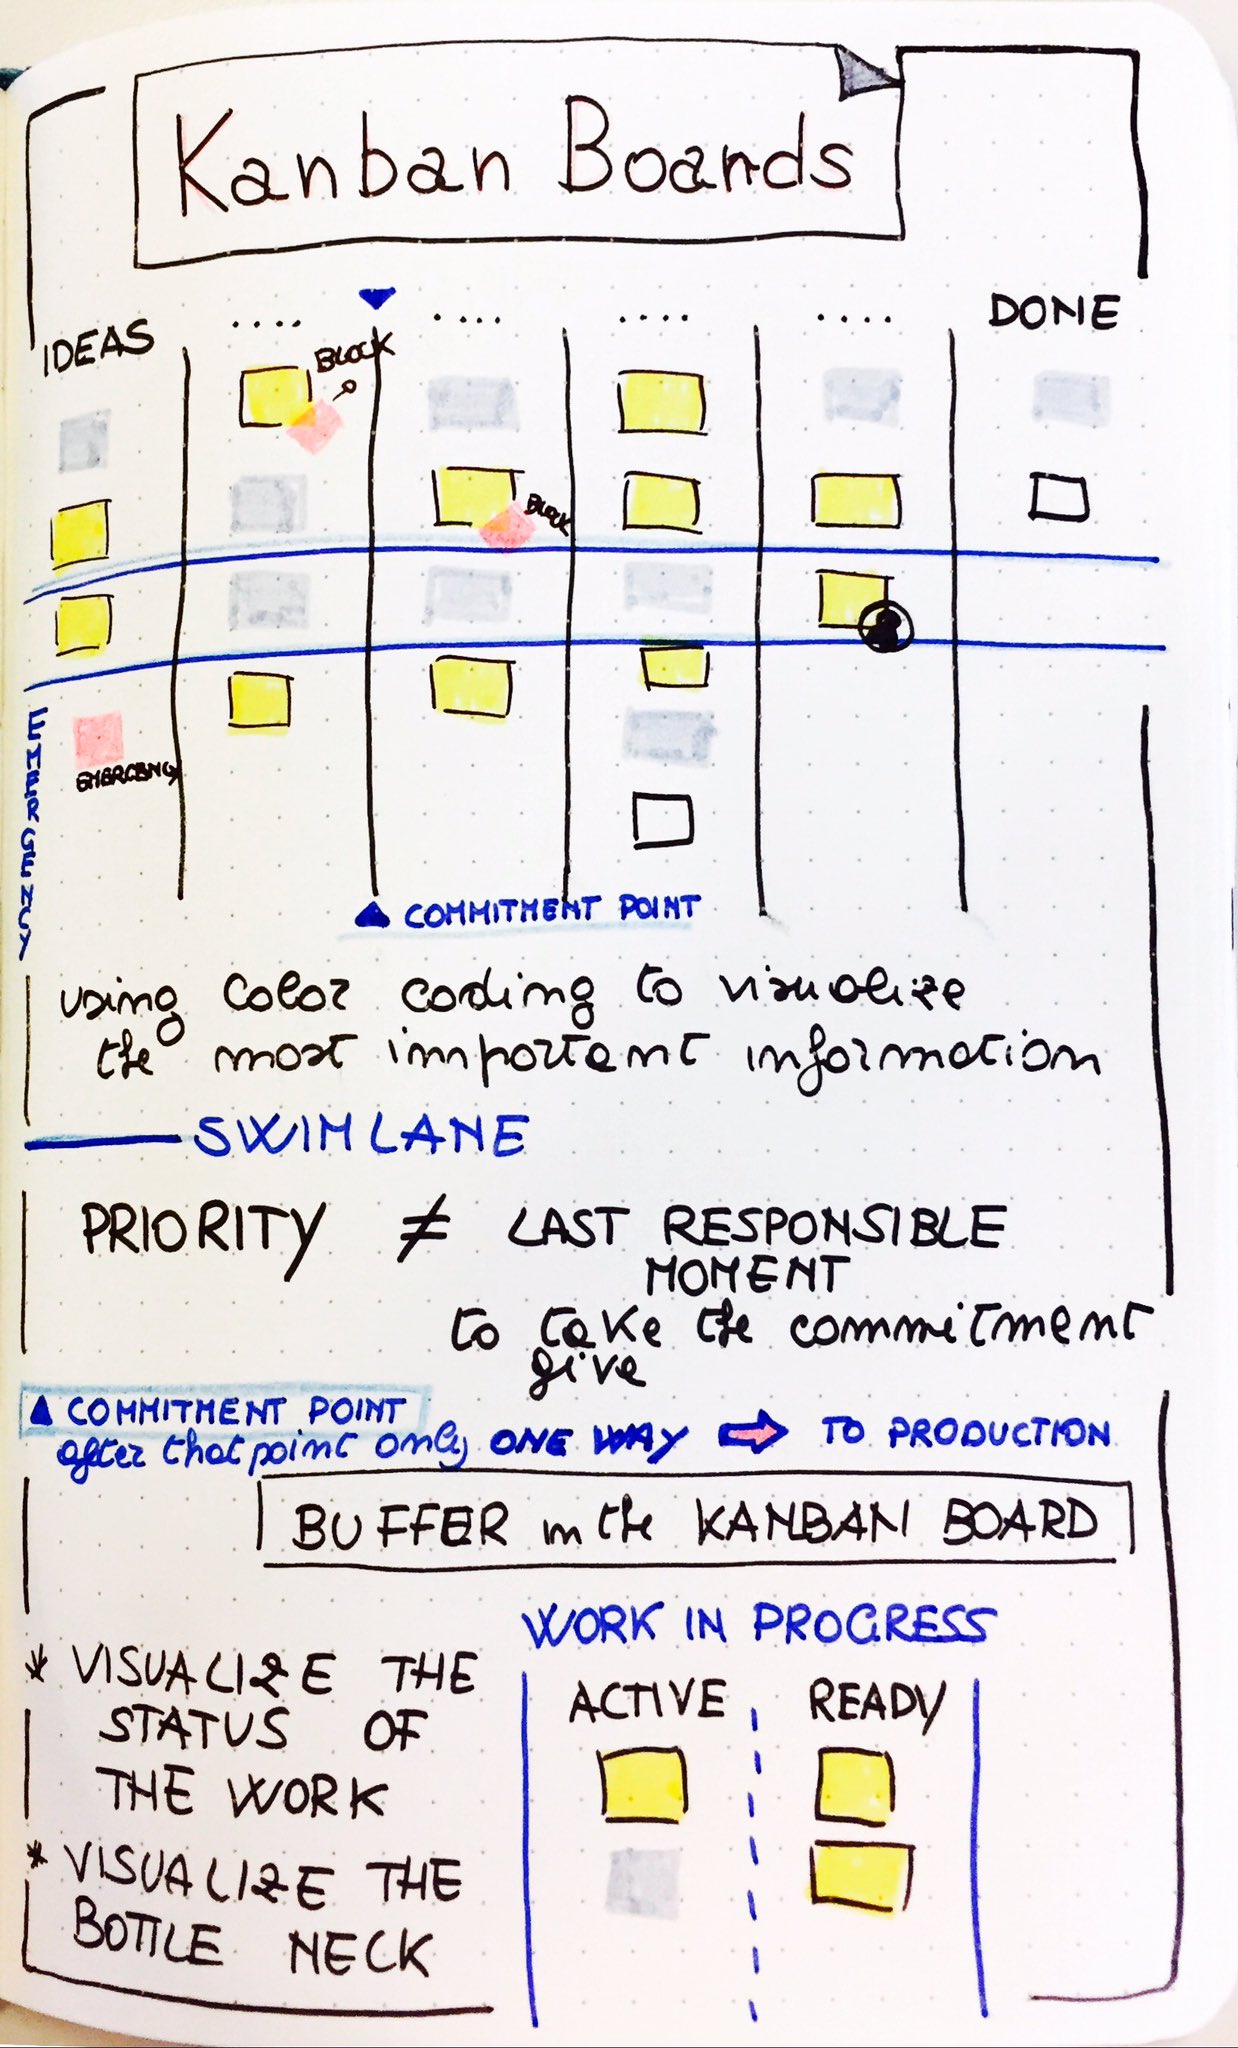 Kanban Boards
IDEAS
....
....
....
....
DONE
BLOCK
BLOCK
EMERGENCY
EMERGENCY
COMMITMENT POINT
using color coding to visualize
the most important information
SWIMLANE
PRIORITY ≠ LAST RESPONSIBLE
MOMENT
to take the commitment
give
COMMITMENT POINT
after that point only ONE WAY ⇨ TO PRODUCTION
BUFFER in the KANBAN BOARD
WORK IN PROGRESS
* VISUALIZE THE
STATUS OF
THE WORK
* VISUALIZE THE
BOTTLE NECK
ACTIVE
READY